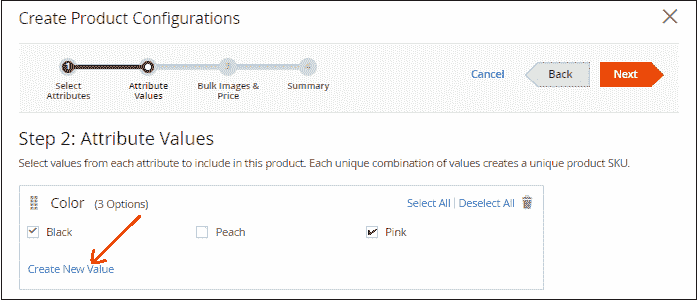 Create Product Configurations
1 2 3 4
Select Attributes
Attribute Values
Bulk Images & Price
Summary
Cancel Back Next
Step 2: Attribute Values
Select values from each attribute to include in this product. Each unique combination of values creates a unique product SKU.
Color (3 Options) Select All | Deselect All
Black Peach Pink
Create New Value